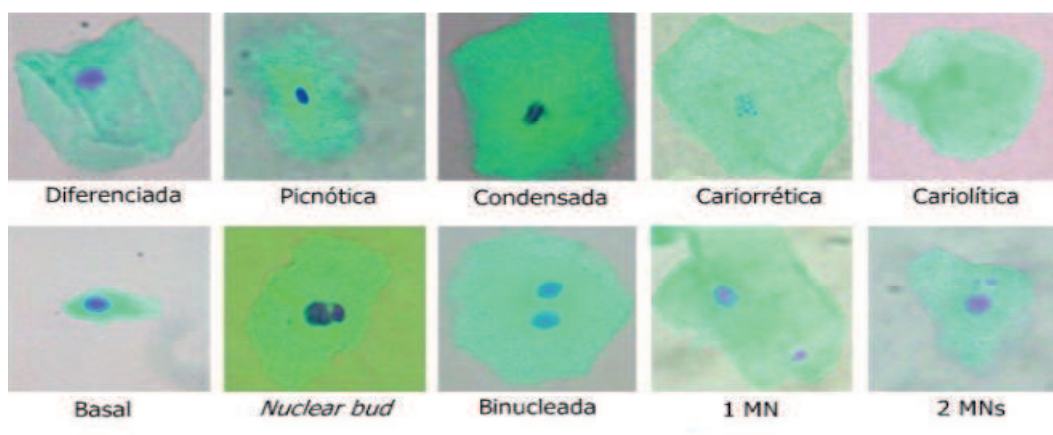 Diferenciada Picnótica Condensada Cariorrética Cariolítica
Basal Nuclear bud Binucleada 1 MN 2 MNs